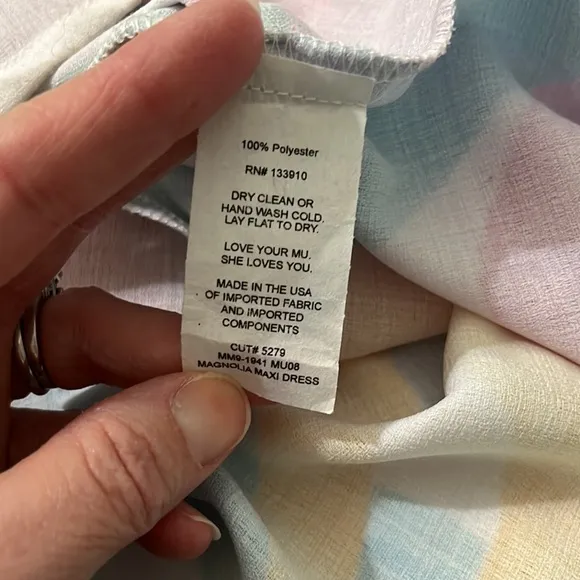 100% Polyester
RN# 133910
DRY CLEAN OR
HAND WASH COLD.
LAY FLAT TO DRY.
LOVE YOUR MU.
SHE LOVES YOU.
MADE IN THE USA
OF IMPORTED FABRIC
AND IMPORTED
COMPONENTS
CUT# 5279
MM9-1941 MU08
MAGNOLIA MAXI DRESS